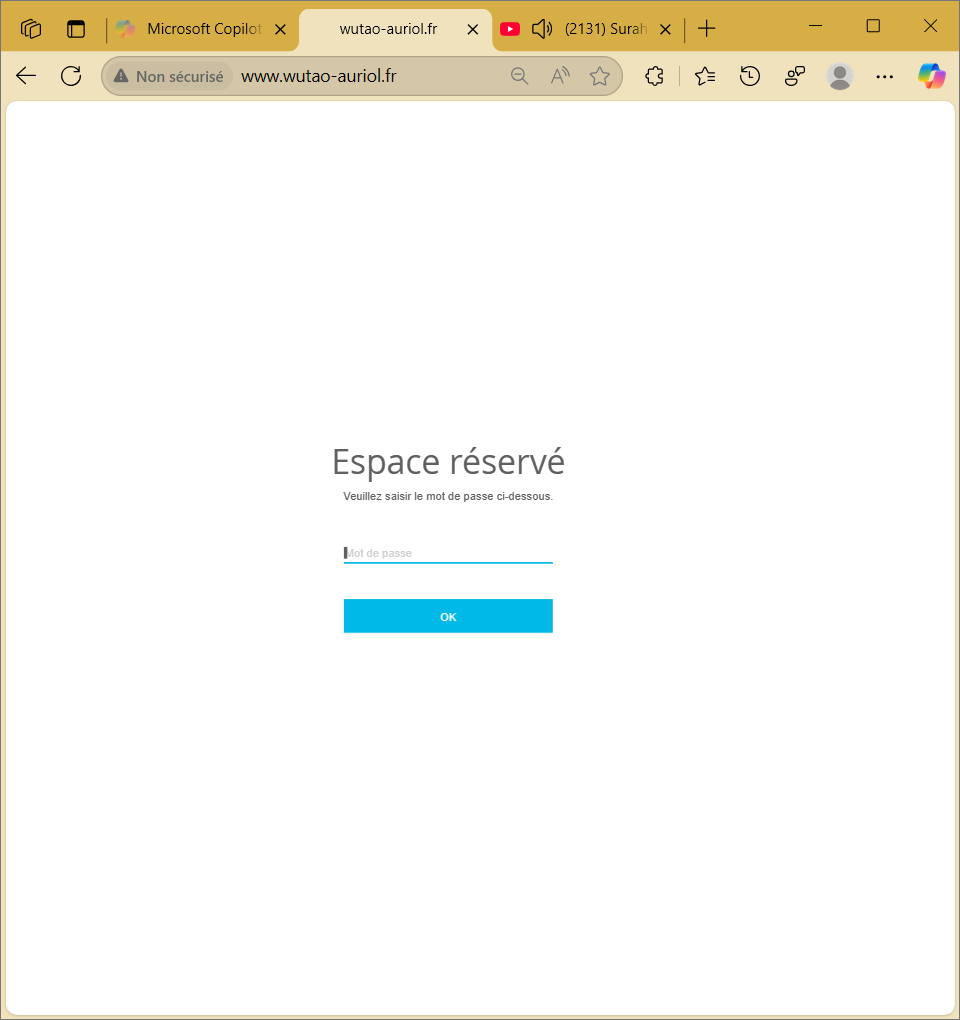 Microsoft Copilot
wutao-auriol.fr
(2131) Surah
Non sécurisé
www.wutao-auriol.fr
Espace réservé
Veuillez saisir le mot de passe ci-dessous.
Mot de passe
OK